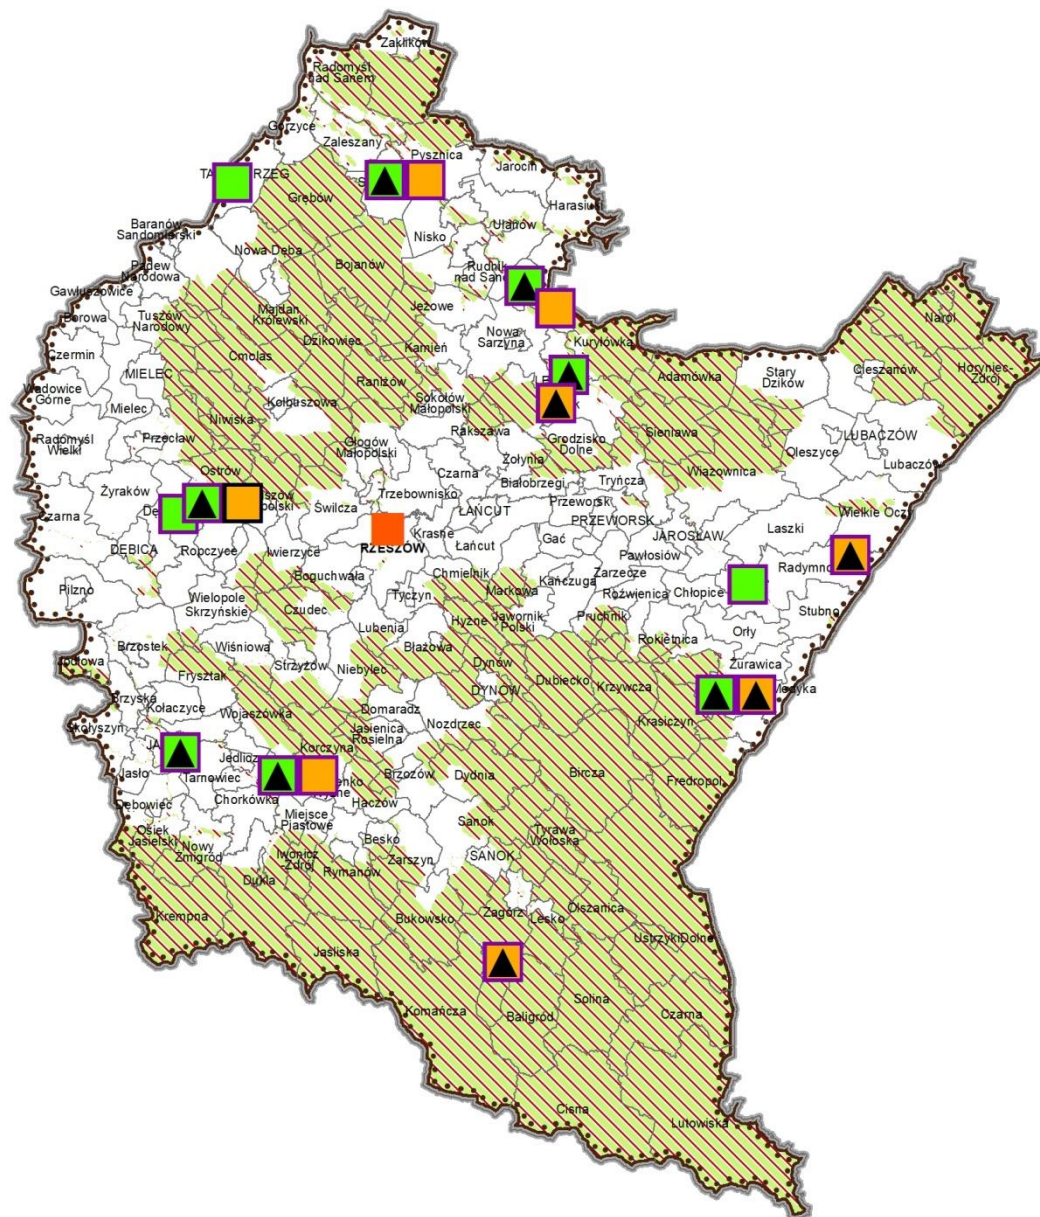 Zaklików
Radomyśl
nad Sanem
Gorzyce
Zaleszany
Pysznica
Jarocin
Grębów
Harasiuki
Baranów
Sandomierski
Ulanów
Nisko
Nowa Dęba
Padew
Narodowa
Bojanów
Rudnik
nad Sanem
Gawłuszowice
Borowa
Tuszów
Narodowy
Majdan
Królewski
Jeżowe
Narol
Nowa
Sarzyna
Kuryłówka
Czermin
Cmolas
Dzikowiec
Kamień
Cieszanów
Horyniec-
Zdrój
Stary
Dzików
Adamówka
MIELEC
Wadowice
Górne
Raniżów
Sokołów
Małopolski
Kolbuszowa
Mielec
Niwiska
Rakszawa
Grodzisko
Dolne
Sieniawa
LUBACZÓW
Oleszyce
Radomyśl
Wielki
Przecław
Głogów
Małopolski
Żołynia
Wiązownica
Lubaczów
Ostrów
Czarna
Białobrzegi
Tryńcza
Żyraków
Trzebownisko
Przeworsk
Czarna
Świlcza
ŁAŃCUT
PRZEWORSK
Wielkie Oczy
Laszki
JAROSŁAW
Krasne
Gać
RZESZÓW
DĘBICA
Ropczyce
Iwierzyce
Łańcut
Pawłosiów
Radymno
Boguchwała
Chmielnik
Kańczuga
Zarzecze
Pilzno
Wielopole
Skrzyńskie
Tyczyn
Markowa
Roźwienica
Chłopice
Czudec
Hyżne
Jawornik
Polski
Pruchnik
Stubno
Lubenia
Orły
Brzostek
Wiśniowa
Błażowa
Rokietnica
Strzyżów
Niebylec
Dynów
Żurawica
Frysztak
Dubiecko
Krzywcza
Medyka
Brzyska
Kołaczyce
DYNÓW
Domaradz
Wojaszówka
Krasiczyn
Skołyszyn
Nozdrzec
Jasienica
Rosielna
Korczyna
Jasło
Tarnowiec
Brzozów
Dydnia
Bircza
Fredropol
Chorkówka
Haczów
Dębowiec
Miejsce
Piastowe
Sanok
Osiek
Jasielski
Nowy
Żmigród
Besko
Tyrawa
Wołoska
Iwonicz
-Zdrój
Zarszyn
SANOK
Rymanów
Dukla
Krempna
Bukowsko
Zagórz
Lesko
Olszanica
Ustrzyki Dolne
Jaśliska
Solina
Komańcza
Baligród
Czarna
Cisna
Lutowiska